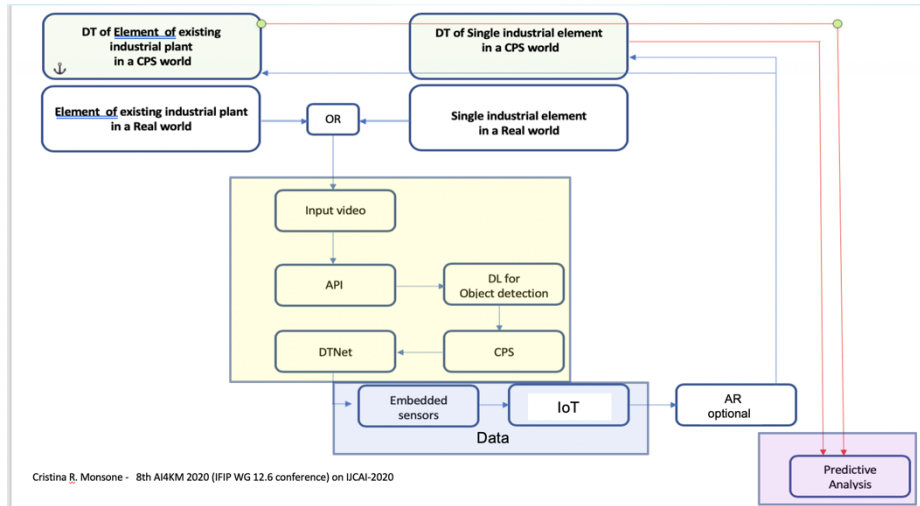 DT of Element of existing
industrial plant
in a CPS world
DT of Single industrial element
in a CPS world
Element of existing industrial plant
in a Real world
OR
Single industrial element
in a Real world
Input video
API
DL for
Object detection
DTNet
CPS
Embedded
sensors
IoT
AR
optional
Data
Predictive
Analysis
Cristina R. Monsone - 8th AI4KM 2020 (IFIP WG 12.6 conference) on IJCAI-2020